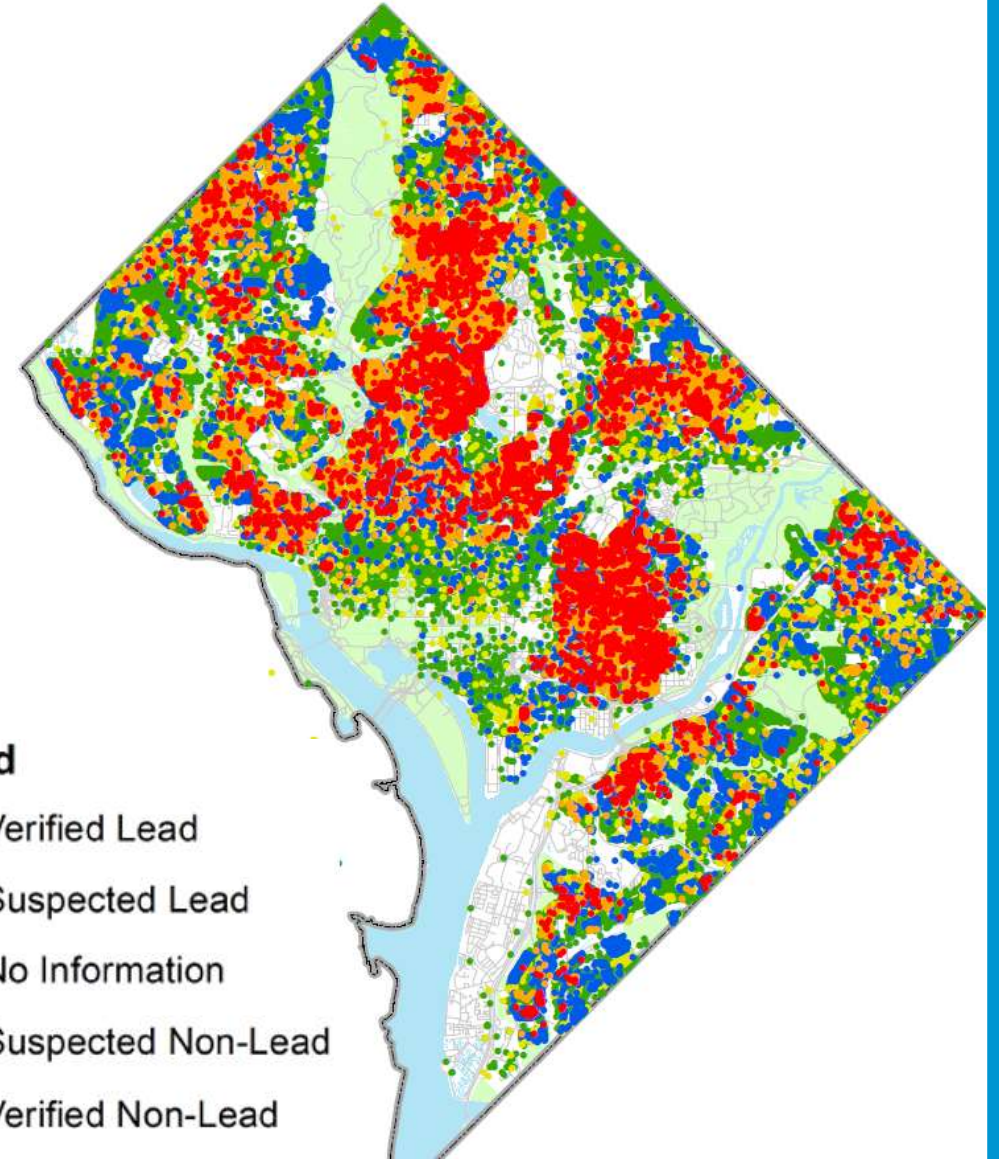 d
Verified Lead
Suspected Lead
No Information
Suspected Non-Lead
Verified Non-Lead